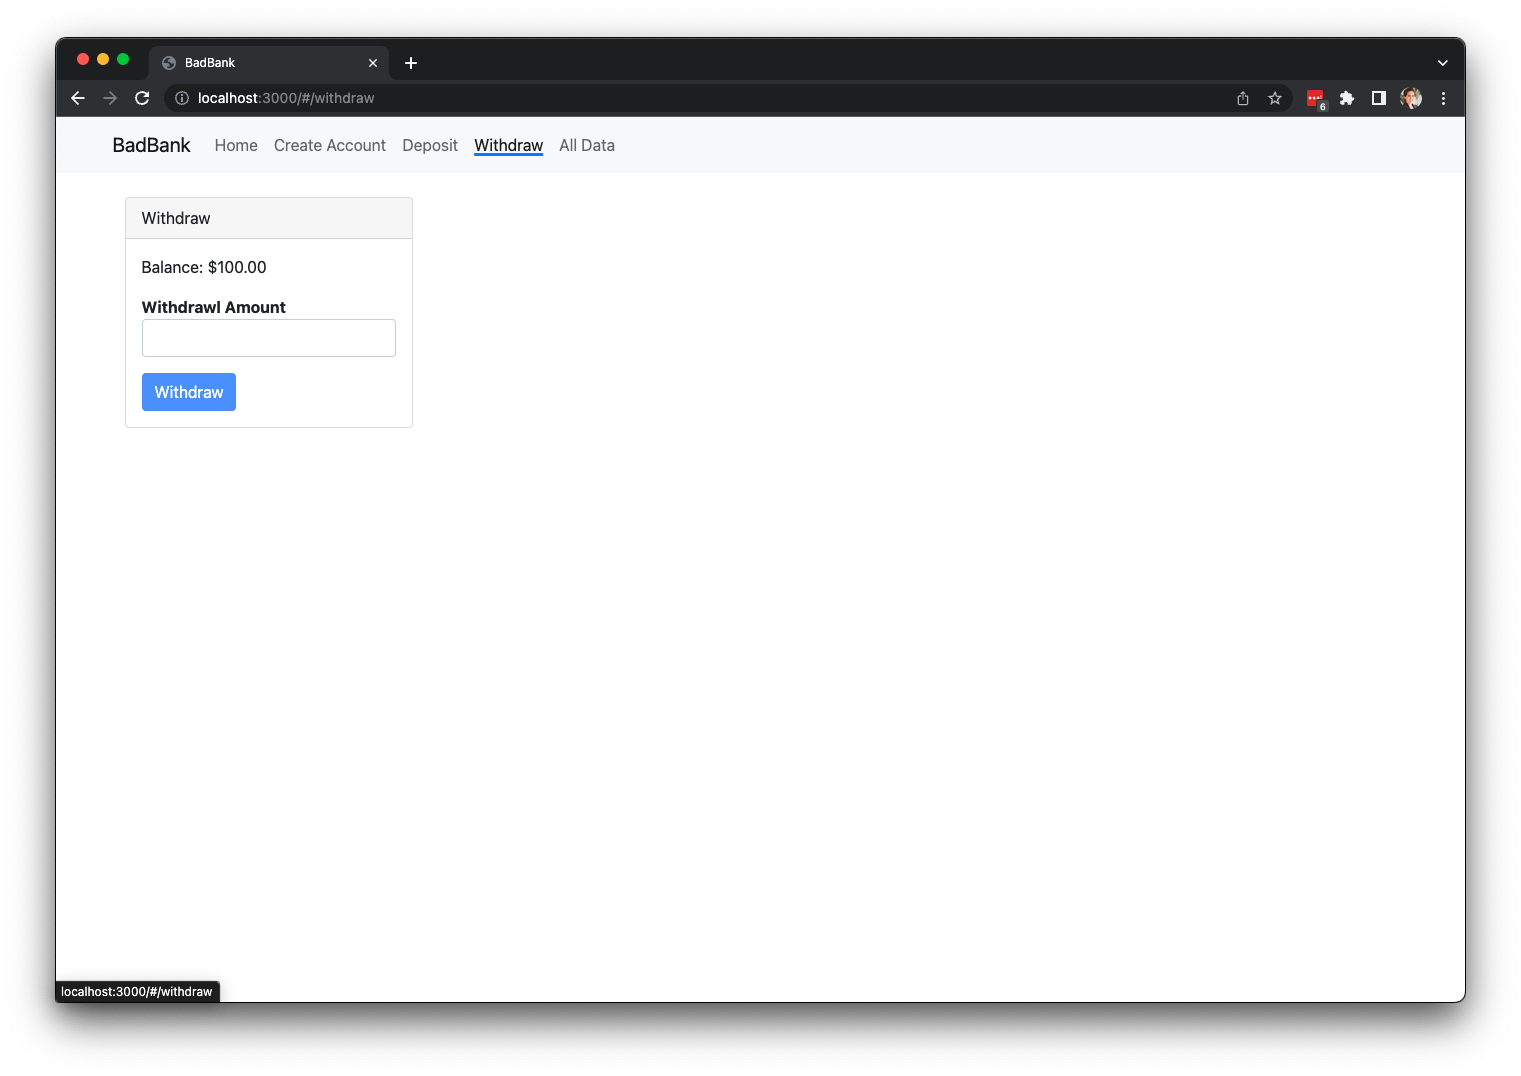 BadBank
localhost:3000/#/withdraw
6
BadBank Home Create Account Deposit Withdraw All Data
Withdraw
Balance: $100.00
Withdrawl Amount
Withdraw
localhost:3000/#/withdraw